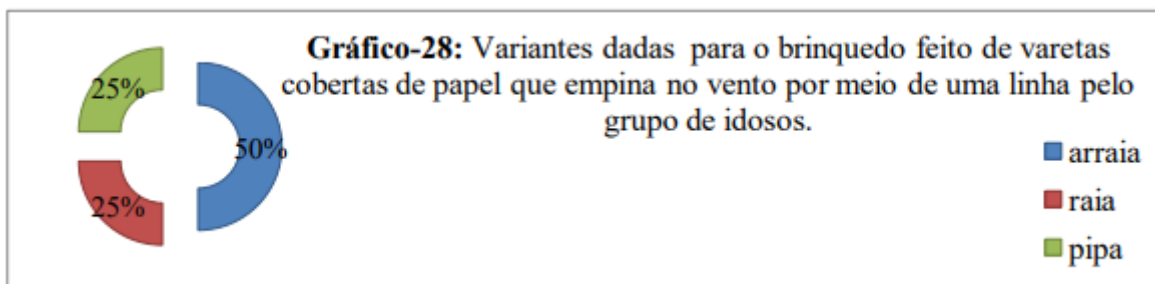 Gráfico-28: Variantes dadas para o brinquedo feito de varetas
cobertas de papel que empina no vento por meio de uma linha pelo
grupo de idosos.
25%
50%
25%
arraia
raia
pipa